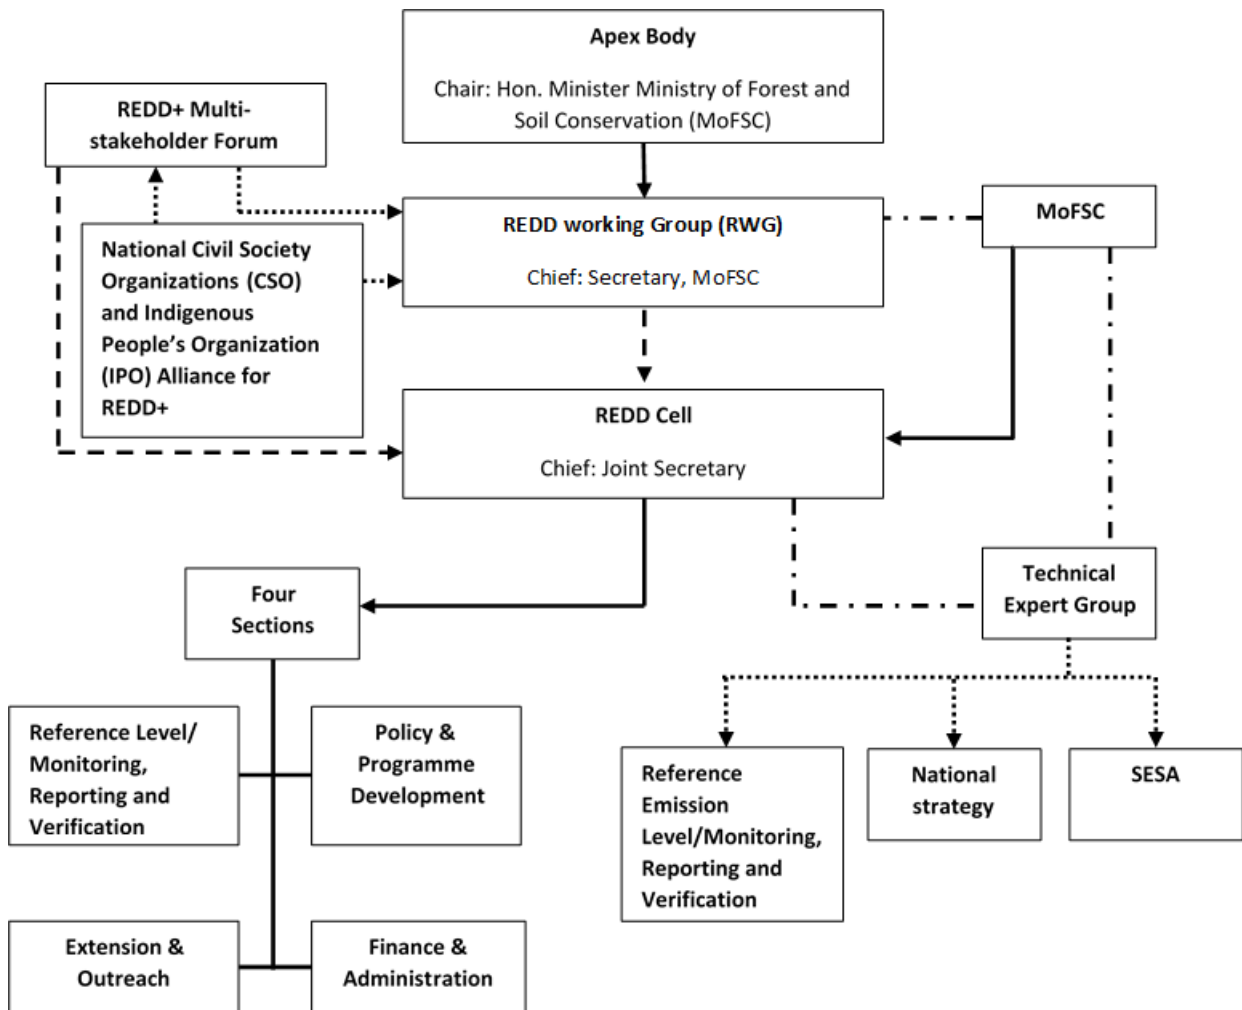 Apex Body
Chair: Hon. Minister Ministry of Forest and
Soil Conservation (MoFSC)
REDD+ Multi-
stakeholder Forum
REDD working Group (RWG)
Chief: Secretary, MoFSC
MoFSC
National Civil Society
Organizations (CSO)
and Indigenous
People’s Organization
(IPO) Alliance for
REDD+
REDD Cell
Chief: Joint Secretary
Four
Sections
Technical
Expert Group
Reference Level/
Monitoring,
Reporting and
Verification
Policy &
Programme
Development
Extension &
Outreach
Finance &
Administration
Reference
Emission
Level/Monitoring,
Reporting and
Verification
National
strategy
SESA